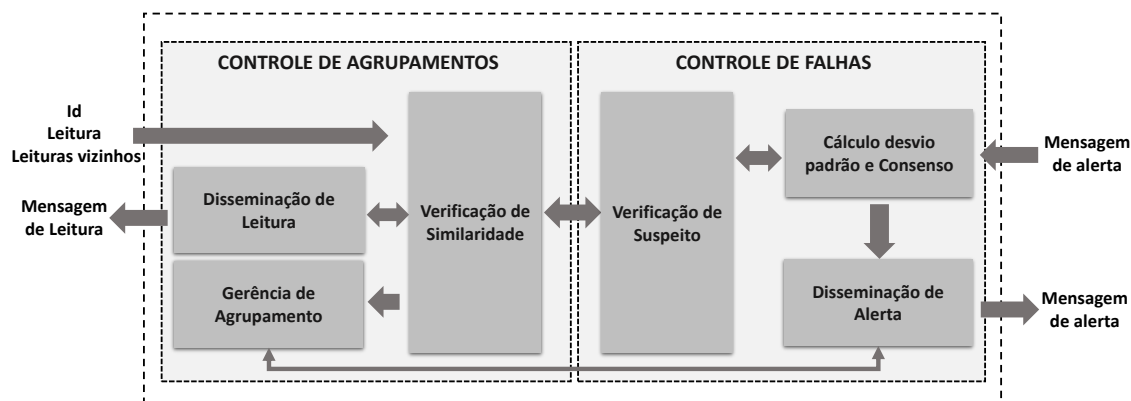 CONTROLE DE AGRUPAMENTOS
CONTROLE DE FALHAS
Id
Leitura
Leituras vizinhos
Mensagem
de Leitura
Disseminação de
Leitura
Gerência de
Agrupamento
Verificação de
Similaridade
Verificação de
Suspeito
Cálculo desvio
padrão e Consenso
Disseminação de
Alerta
Mensagem
de alerta
Mensagem
de alerta